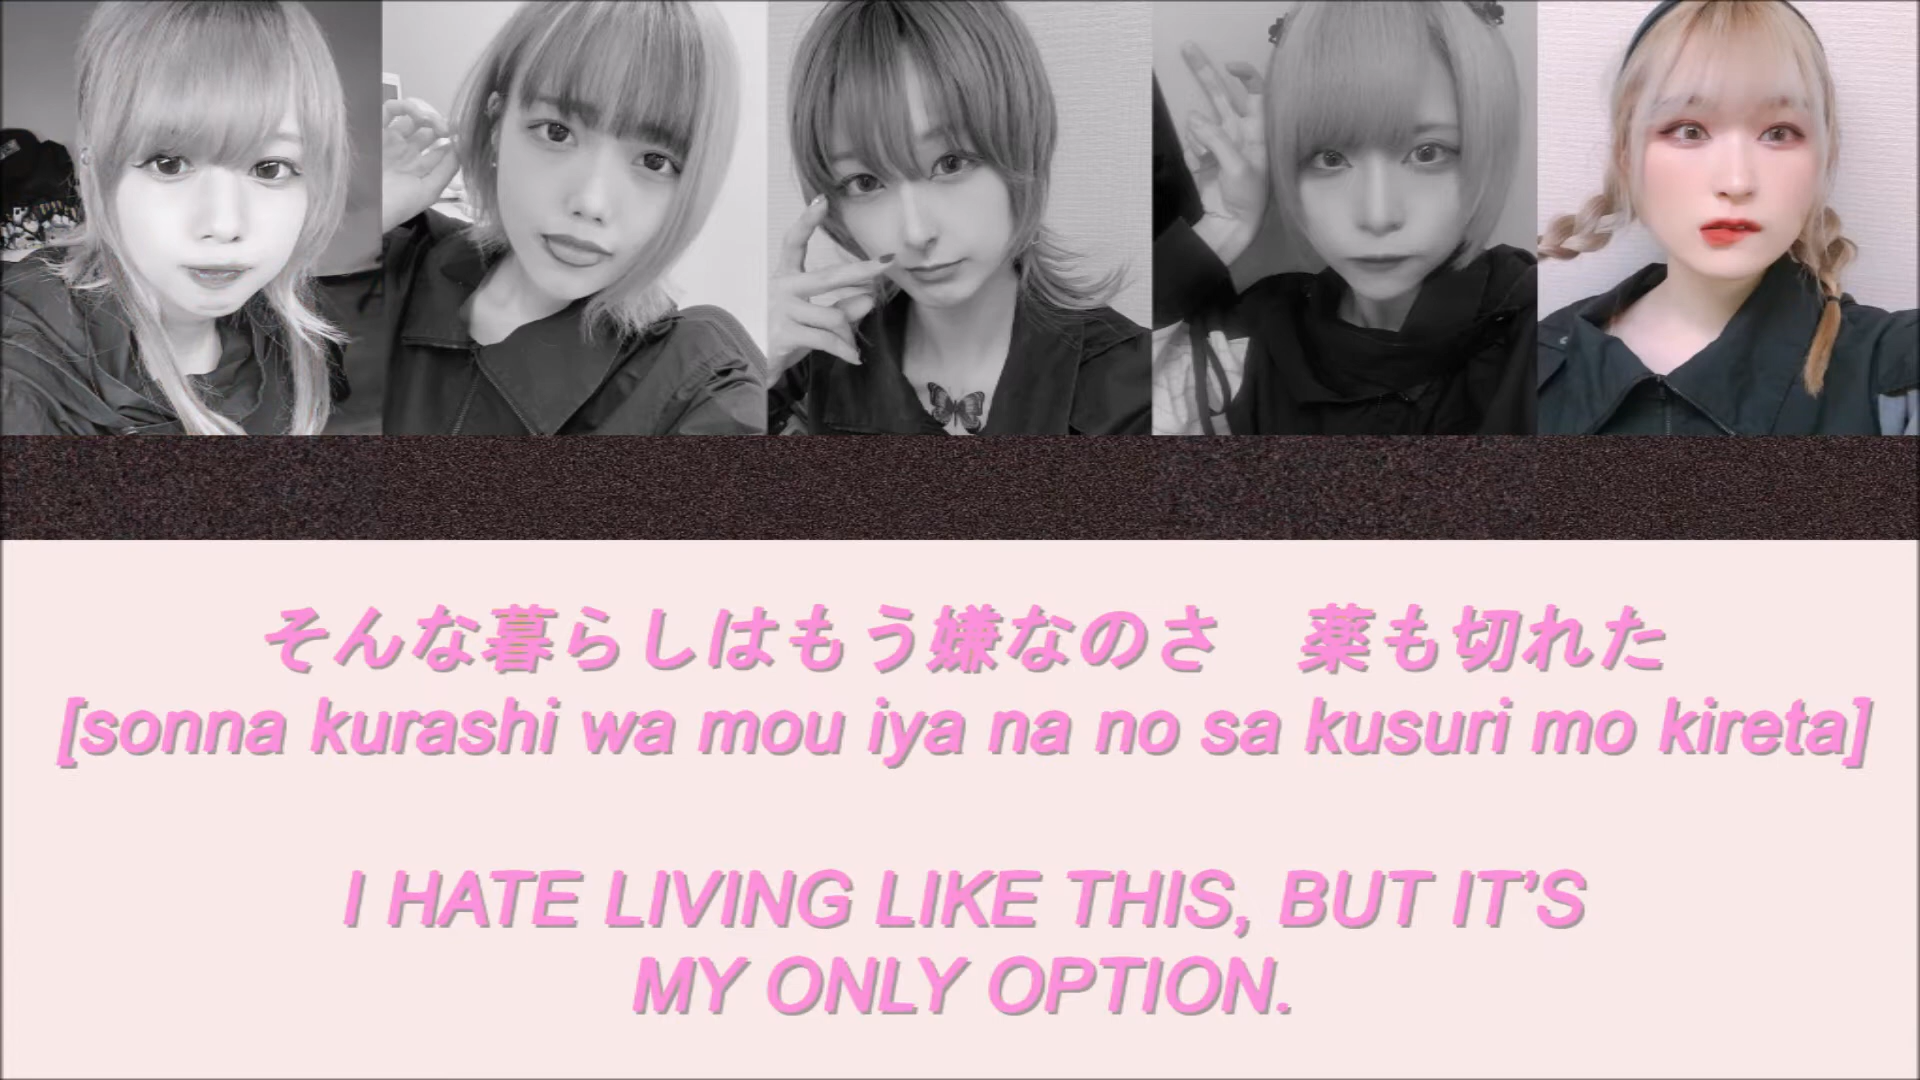 そんな暮らしはもう嫌なのさ　薬も切れた
[sonna kurashi wa mou iya na no sa kusuri mo kireta]
I HATE LIVING LIKE THIS, BUT IT’S
MY ONLY OPTION.